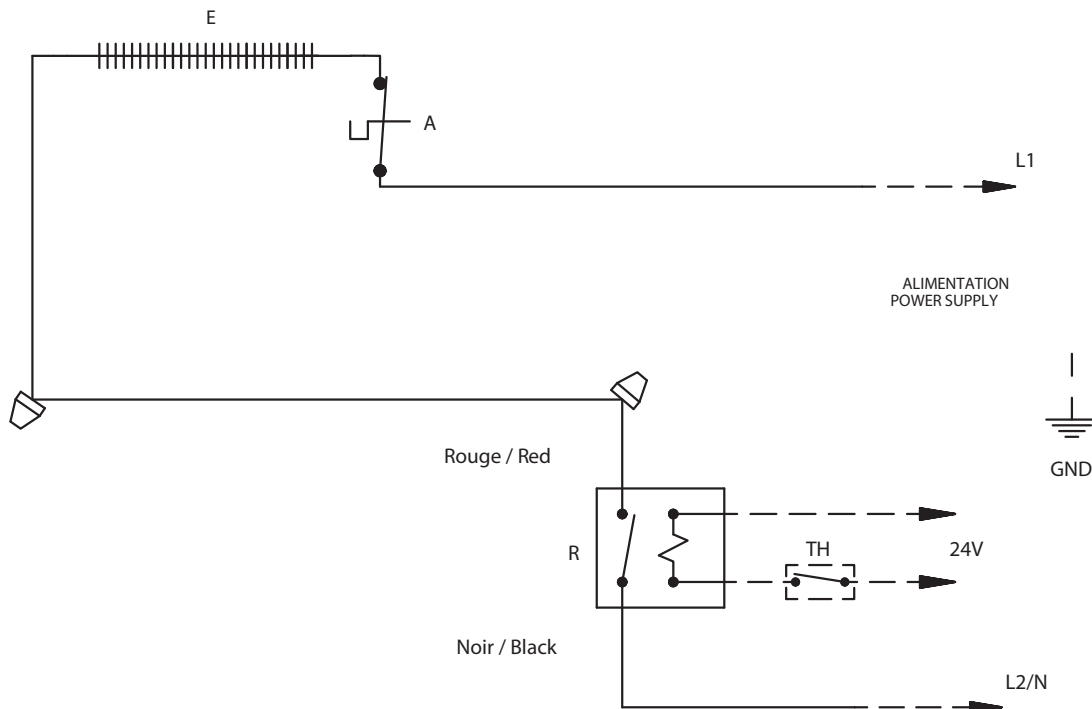 E
A
L1
ALIMENTATION
POWER SUPPLY
Rouge / Red
GND
R
TH
24V
Noir / Black
L2/N